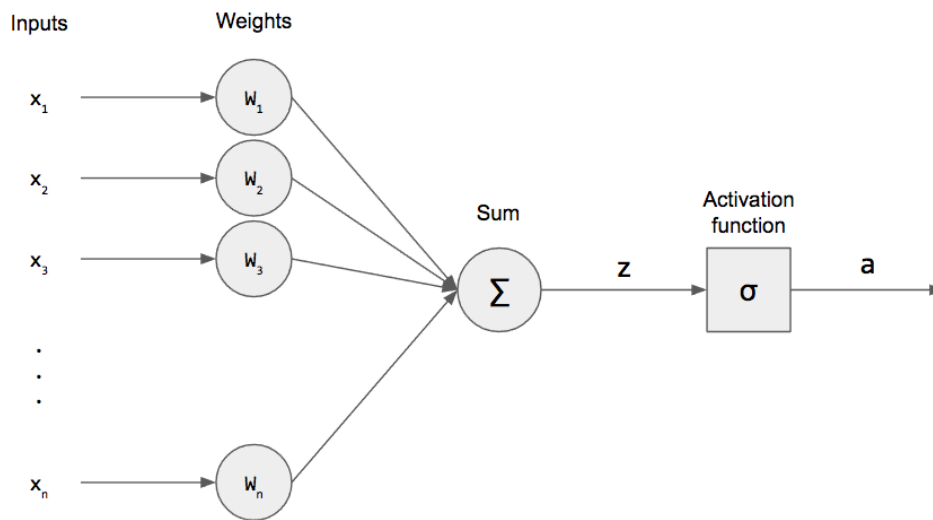 Inputs
Weights
x₁
W₁
x₂
W₂
x₃
W₃
.
.
.
xₙ
Wₙ
Sum
Σ
z
Activation
function
σ
a